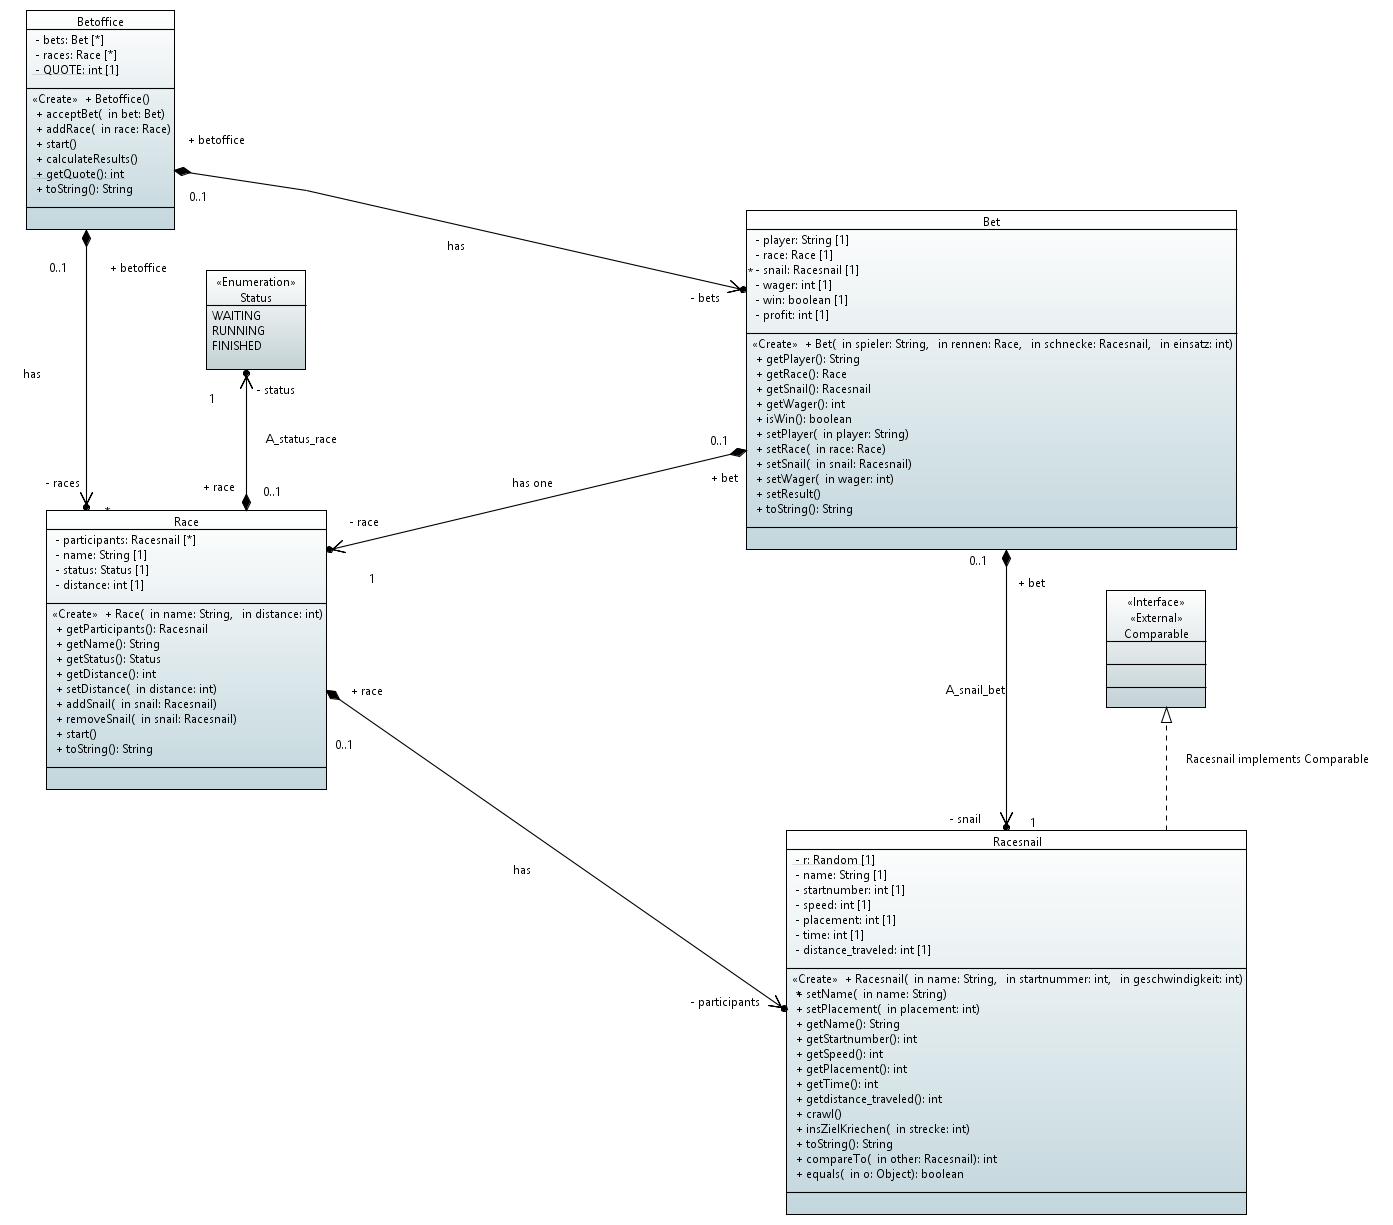 Betoffice
- bets: Bet [*]
- races: Race [*]
- QUOTE: int [1]
«Create» + Betoffice()
+ acceptBet( in bet: Bet)
+ addRace( in race: Race)
+ start()
+ calculateResults()
+ getQuote(): int
+ toString(): String
+ betoffice
0..1
has
- bets
*
0..1
+ betoffice
has
- races
*
«Enumeration»
Status
WAITING
RUNNING
FINISHED
- status
1
A_status_race
+ race
0..1
Bet
- player: String [1]
- race: Race [1]
- snail: Racesnail [1]
- wager: int [1]
- win: boolean [1]
- profit: int [1]
«Create» + Bet( in spieler: String, in rennen: Race, in schnecke: Racesnail, in einsatz: int)
+ getPlayer(): String
+ getRace(): Race
+ getSnail(): Racesnail
+ getWager(): int
+ isWin(): boolean
+ setPlayer( in player: String)
+ setRace( in race: Race)
+ setSnail( in snail: Racesnail)
+ setWager( in wager: int)
+ setResult()
+ toString(): String
0..1
+ bet
has one
- race
1
Race
- participants: Racesnail [*]
- name: String [1]
- status: Status [1]
- distance: int [1]
«Create» + Race( in name: String, in distance: int)
+ getParticipants(): Racesnail
+ getName(): String
+ getStatus(): Status
+ getDistance(): int
+ setDistance( in distance: int)
+ addSnail( in snail: Racesnail)
+ removeSnail( in snail: Racesnail)
+ start()
+ toString(): String
+ race
0..1
has
- participants
0..1
+ bet
A_snail_bet
- snail
1
«Interface»
«External»
Comparable
Racesnail implements Comparable
Racesnail
- r: Random [1]
- name: String [1]
- startnumber: int [1]
- speed: int [1]
- placement: int [1]
- time: int [1]
- distance_traveled: int [1]
«Create» + Racesnail( in name: String, in startnummer: int, in geschwindigkeit: int)
* setName( in name: String)
+ setPlacement( in placement: int)
+ getName(): String
+ getStartnumber(): int
+ getSpeed(): int
+ getPlacement(): int
+ getTime(): int
+ getdistance_traveled(): int
+ crawl()
+ insZielKriechen( in strecke: int)
+ toString(): String
+ compareTo( in other: Racesnail): int
+ equals( in o: Object): boolean